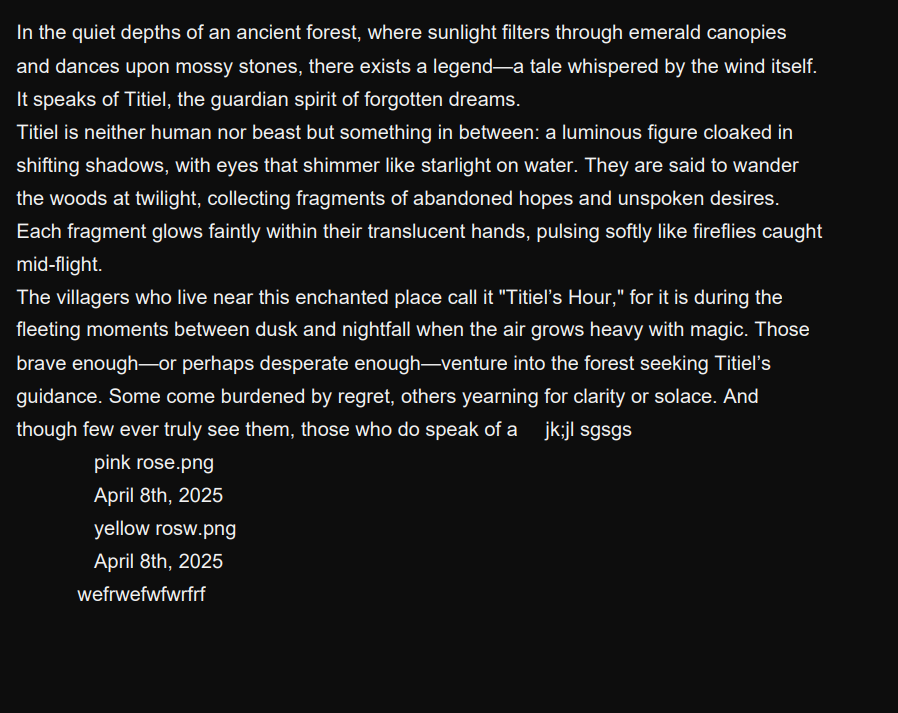 In the quiet depths of an ancient forest, where sunlight filters through emerald canopies
and dances upon mossy stones, there exists a legend—a tale whispered by the wind itself.
It speaks of Titiel, the guardian spirit of forgotten dreams.
Titiel is neither human nor beast but something in between: a luminous figure cloaked in
shifting shadows, with eyes that shimmer like starlight on water. They are said to wander
the woods at twilight, collecting fragments of abandoned hopes and unspoken desires.
Each fragment glows faintly within their translucent hands, pulsing softly like fireflies caught
mid-flight.
The villagers who live near this enchanted place call it "Titiel’s Hour," for it is during the
fleeting moments between dusk and nightfall when the air grows heavy with magic. Those
brave enough—or perhaps desperate enough—venture into the forest seeking Titiel’s
guidance. Some come burdened by regret, others yearning for clarity or solace. And
though few ever truly see them, those who do speak of a jk;jl sgsgs
pink rose.png
April 8th, 2025
yellow rosw.png
April 8th, 2025
wefrwefwfwrfrf